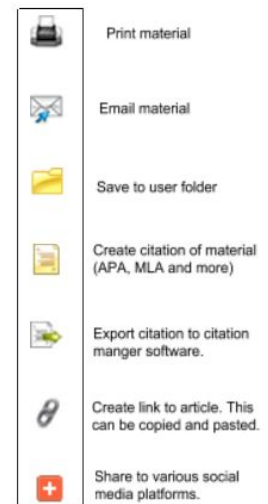 Print material
Email material
Save to user folder
Create citation of material
(APA, MLA and more)
Export citation to citation
manger software.
Create link to article. This
can be copied and pasted.
Share to various social
media platforms.